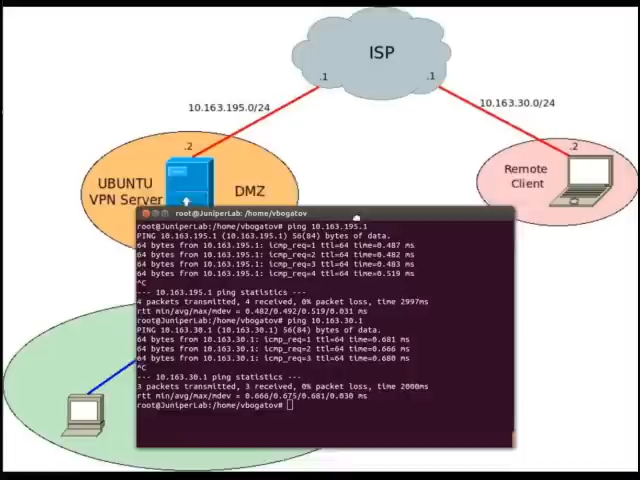 ISP
.1
.1
10.163.195.0/24
10.163.30.0/24
.2
.2
UBUNTU
VPN Server
DMZ
Remote
Client
root@JuniperLab: /home/vbogatov
root@JuniperLab:/home/vbogatov# ping 10.163.195.1
PING 10.163.195.1 (10.163.195.1) 56(84) bytes of data.
64 bytes from 10.163.195.1: icmp_req=1 ttl=64 time=0.487 ms
64 bytes from 10.163.195.1: icmp_req=2 ttl=64 time=0.482 ms
64 bytes from 10.163.195.1: icmp_req=3 ttl=64 time=0.483 ms
64 bytes from 10.163.195.1: icmp_req=4 ttl=64 time=0.519 ms
^C
--- 10.163.195.1 ping statistics ---
4 packets transmitted, 4 received, 0% packet loss, time 2997ms
rtt min/avg/max/mdev = 0.482/0.492/0.519/0.031 ms
root@JuniperLab:/home/vbogatov# ping 10.163.30.1
PING 10.163.30.1 (10.163.30.1) 56(84) bytes of data.
64 bytes from 10.163.30.1: icmp_req=1 ttl=64 time=0.681 ms
64 bytes from 10.163.30.1: icmp_req=2 ttl=64 time=0.666 ms
64 bytes from 10.163.30.1: icmp_req=3 ttl=64 time=0.680 ms
^C
--- 10.163.30.1 ping statistics ---
3 packets transmitted, 3 received, 0% packet loss, time 2000ms
rtt min/avg/max/mdev = 0.666/0.675/0.681/0.030 ms
root@JuniperLab:/home/vbogatov#